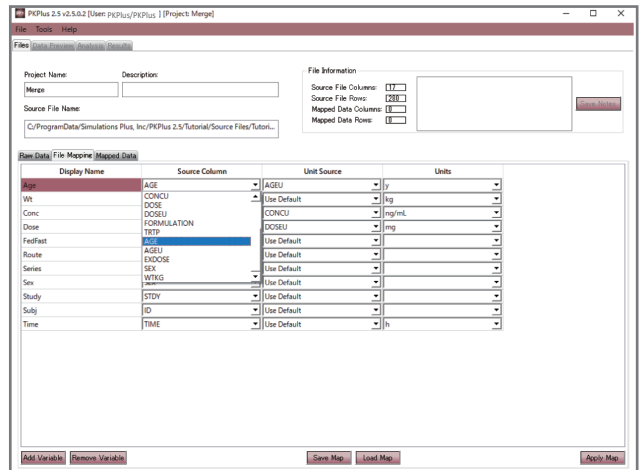 PKPlus 2.5 v2.5.0.2 [User: PKPlus/PKPlus ] [Project: Merge]
File Tools Help
Files Data Preview Analysis Results
Project Name: Description:
Merge
Source File Name:
C:/ProgramData/Simulations Plus, Inc/PKPlus 2.5/Tutorial/Source Files/Tutori...
File Information
Source File Columns: 17
Source File Rows: 280
Mapped Data Columns: 0
Mapped Data Rows: 0
Save Notes
Raw Data File Mapping Mapped Data
Display Name Source Column Unit Source Units
Age AGE AGEU y
Wt Use Default kg
Conc CONCU ng/mL
Dose DOSEU mg
FedFast Use Default
Route Use Default
Series Use Default
Sex SEX Use Default
Study STDY Use Default
Subj ID Use Default
Time TIME Use Default h
CONCU
DOSE
DOSEU
FORMULATION
TRTP
AGE
AGEU
EXDOSE
SEX
WTKG
Add Variable Remove Variable Save Map Load Map Apply Map